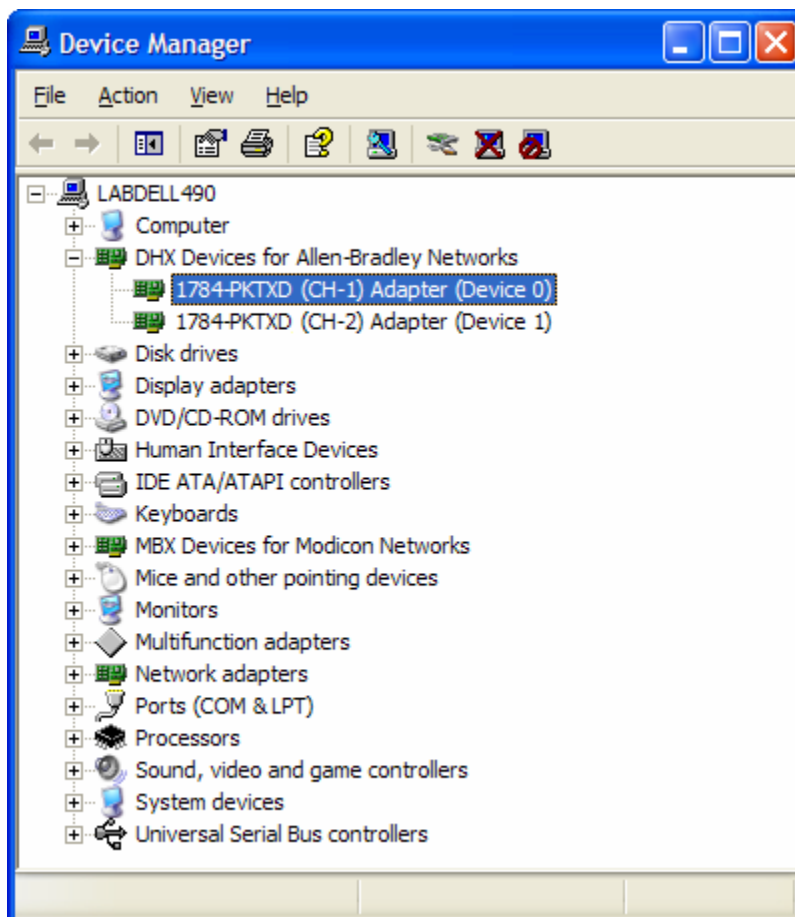 Device Manager
File Action View Help
LABDELL490
Computer
DHX Devices for Allen-Bradley Networks
1784-PKTXD (CH-1) Adapter (Device 0)
1784-PKTXD (CH-2) Adapter (Device 1)
Disk drives
Display adapters
DVD/CD-ROM drives
Human Interface Devices
IDE ATA/ATAPI controllers
Keyboards
MBX Devices for Modicon Networks
Mice and other pointing devices
Monitors
Multifunction adapters
Network adapters
Ports (COM & LPT)
Processors
Sound, video and game controllers
System devices
Universal Serial Bus controllers